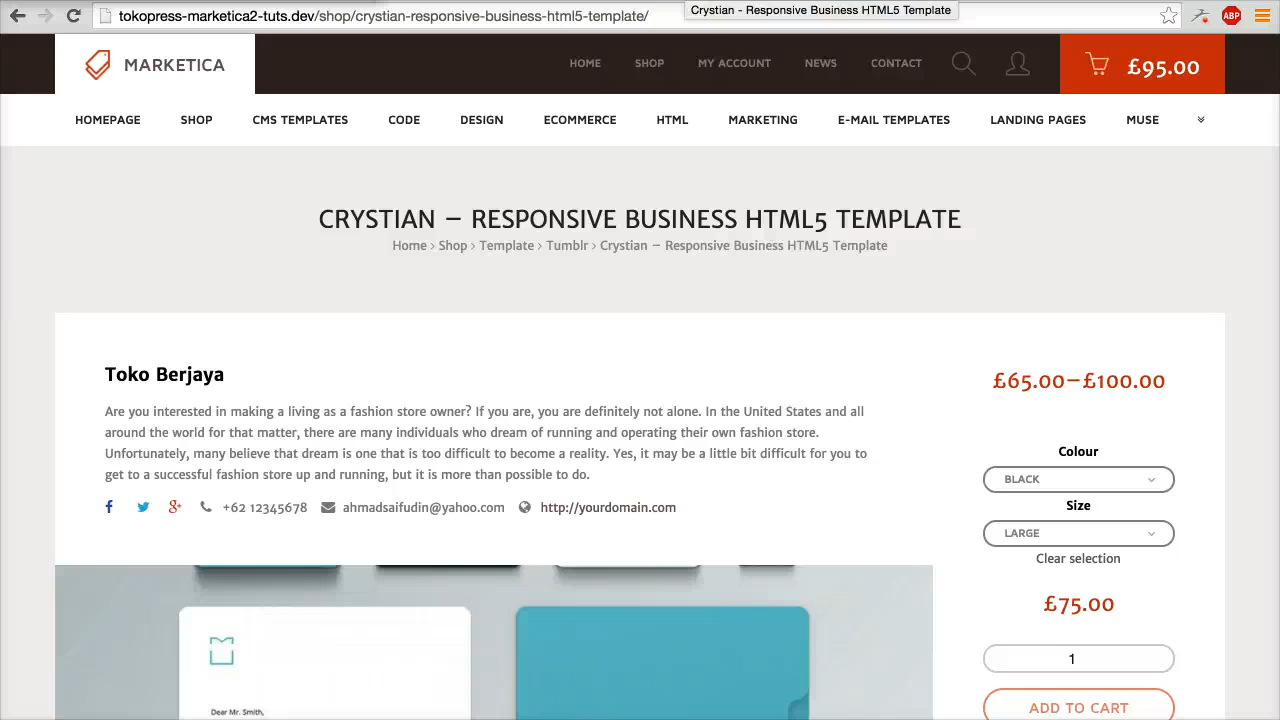 tokopress-marketica2-tuts.dev/shop/crystian-responsive-business-html5-template/
Crystian - Responsive Business HTML5 Template
ABP
MARKETICA
HOME SHOP MY ACCOUNT NEWS CONTACT
£95.00
HOMEPAGE SHOP CMS TEMPLATES CODE DESIGN ECOMMERCE HTML MARKETING E-MAIL TEMPLATES LANDING PAGES MUSE
CRYSTIAN – RESPONSIVE BUSINESS HTML5 TEMPLATE
Home › Shop › Template › Tumblr › Crystian – Responsive Business HTML5 Template
Toko Berjaya
Are you interested in making a living as a fashion store owner? If you are, you are definitely not alone. In the United States and all
around the world for that matter, there are many individuals who dream of running and operating their own fashion store.
Unfortunately, many believe that dream is one that is too difficult to become a reality. Yes, it may be a little bit difficult for you to
get to a successful fashion store up and running, but it is more than possible to do.
+62 12345678 ahmadsaifudin@yahoo.com http://yourdomain.com
£65.00–£100.00
Colour
BLACK
Size
LARGE
Clear selection
£75.00
1
ADD TO CART
Dear Mr. Smith,